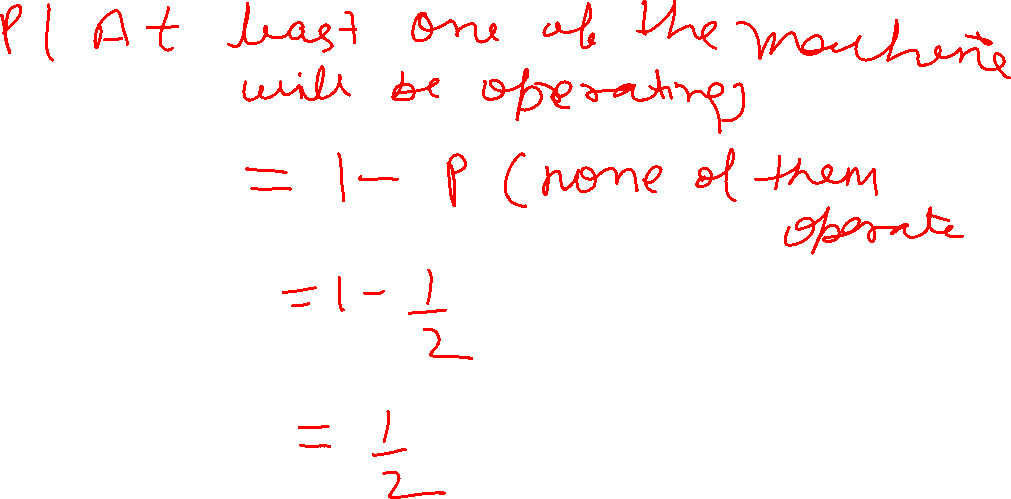 P( At least one of the machine
will be operating)
= 1 - P (none of them
operate
= 1 - 1/2
= 1/2